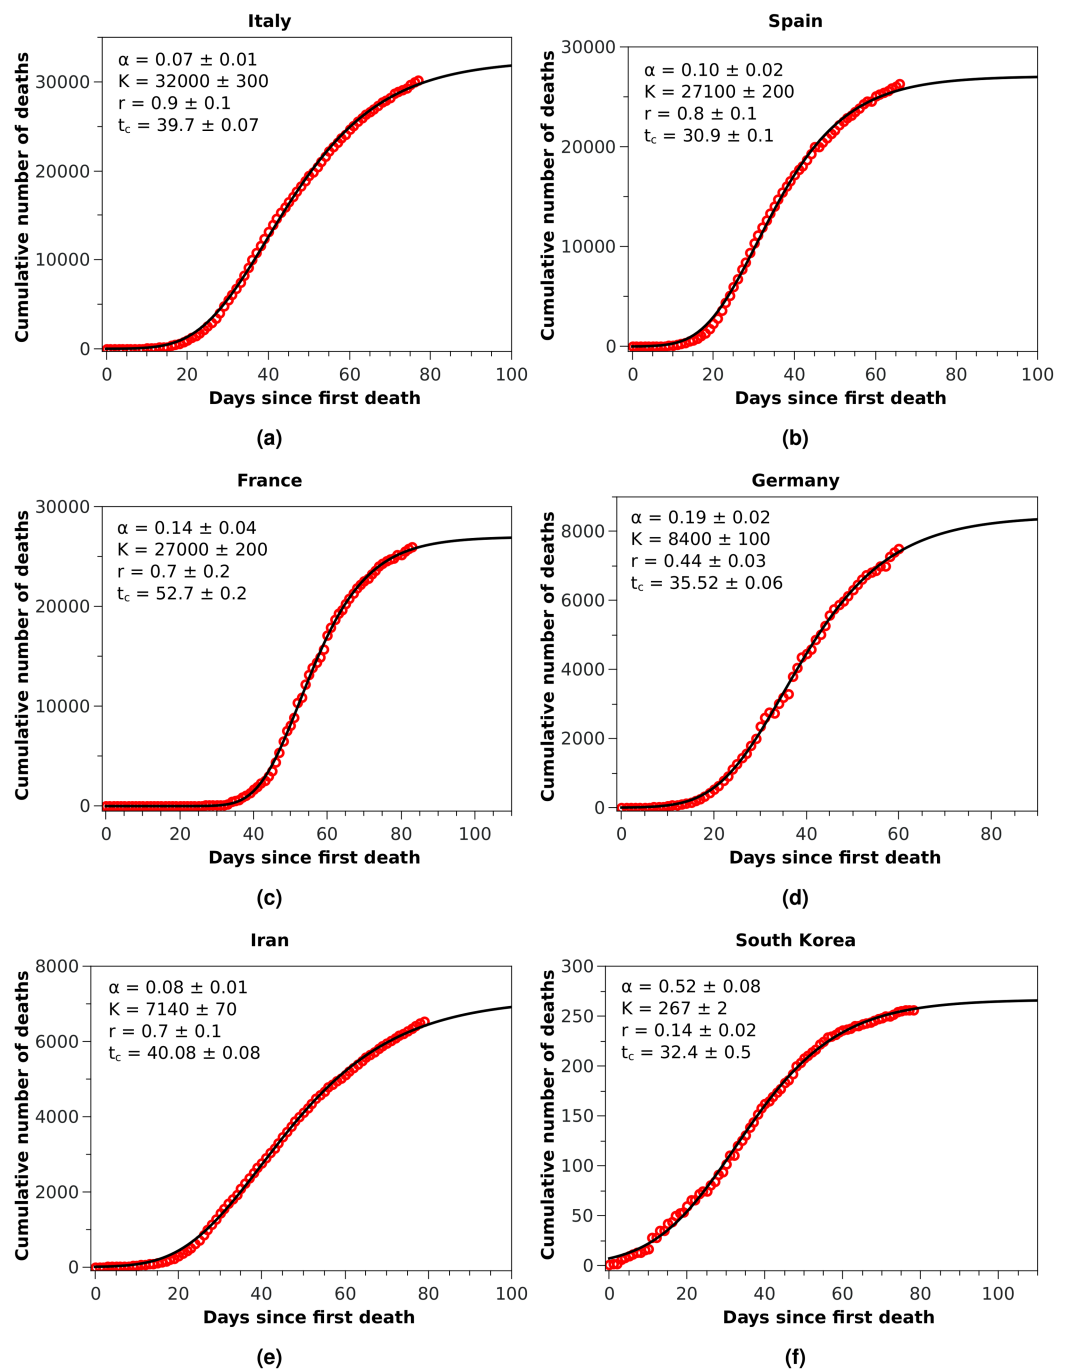 Italy
Cumulative number of deaths
30000
20000
10000
0
α = 0.07 ± 0.01
K = 32000 ± 300
r = 0.9 ± 0.1
tc = 39.7 ± 0.07
0 20 40 60 80 100
Days since first death
(a)
Spain
Cumulative number of deaths
30000
20000
10000
0
α = 0.10 ± 0.02
K = 27100 ± 200
r = 0.8 ± 0.1
tc = 30.9 ± 0.1
0 20 40 60 80 100
Days since first death
(b)
France
Cumulative number of deaths
30000
20000
10000
0
α = 0.14 ± 0.04
K = 27000 ± 200
r = 0.7 ± 0.2
tc = 52.7 ± 0.2
0 20 40 60 80 100
Days since first death
(c)
Germany
Cumulative number of deaths
8000
6000
4000
2000
0
α = 0.19 ± 0.02
K = 8400 ± 100
r = 0.44 ± 0.03
tc = 35.52 ± 0.06
0 20 40 60 80
Days since first death
(d)
Iran
Cumulative number of deaths
8000
6000
4000
2000
0
α = 0.08 ± 0.01
K = 7140 ± 70
r = 0.7 ± 0.1
tc = 40.08 ± 0.08
0 20 40 60 80 100
Days since first death
(e)
South Korea
Cumulative number of deaths
300
250
200
150
100
50
0
α = 0.52 ± 0.08
K = 267 ± 2
r = 0.14 ± 0.02
tc = 32.4 ± 0.5
0 20 40 60 80 100
Days since first death
(f)